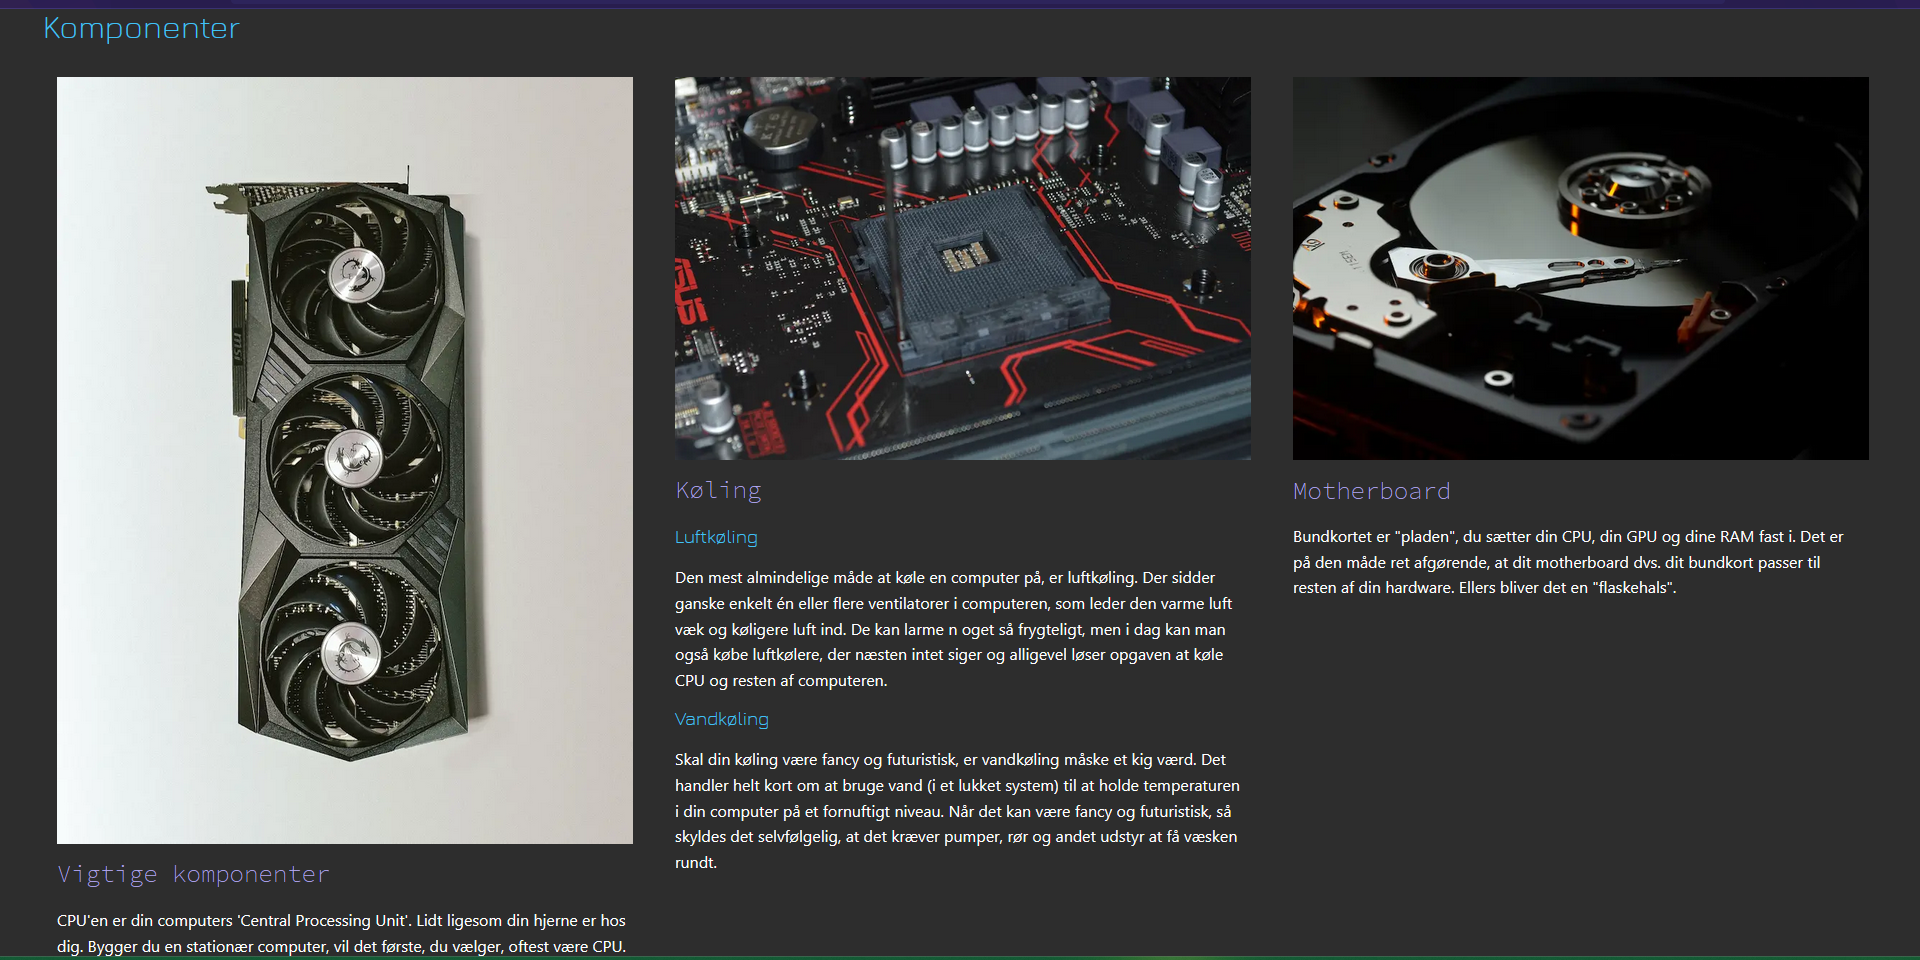 Komponenter
msi
Vigtige komponenter
CPU'en er din computers 'Central Processing Unit'. Lidt ligesom din hjerne er hos
dig. Bygger du en stationær computer, vil det første, du vælger, oftest være CPU.
Køling
Luftkøling
Den mest almindelige måde at køle en computer på, er luftkøling. Der sidder
ganske enkelt én eller flere ventilatorer i computeren, som leder den varme luft
væk og køligere luft ind. De kan larme n oget så frygteligt, men i dag kan man
også købe luftkølere, der næsten intet siger og alligevel løser opgaven at køle
CPU og resten af computeren.
Vandkøling
Skal din køling være fancy og futuristisk, er vandkøling måske et kig værd. Det
handler helt kort om at bruge vand (i et lukket system) til at holde temperaturen
i din computer på et fornuftigt niveau. Når det kan være fancy og futuristisk, så
skyldes det selvfølgelig, at det kræver pumper, rør og andet udstyr at få væsken
rundt.
Motherboard
Bundkortet er "pladen", du sætter din CPU, din GPU og dine RAM fast i. Det er
på den måde ret afgørende, at dit motherboard dvs. dit bundkort passer til
resten af din hardware. Ellers bliver det en "flaskehals".